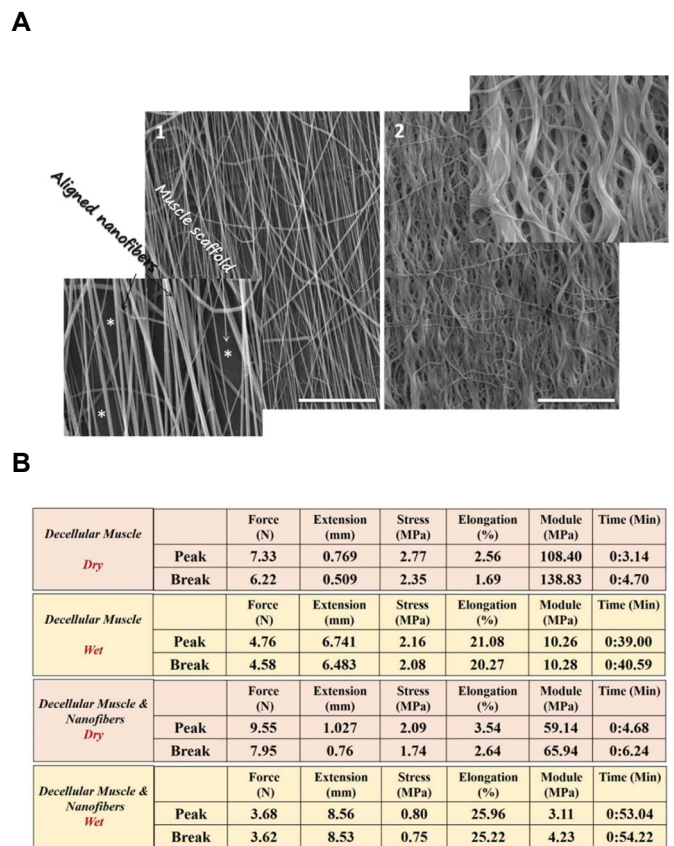 A
1
2
Aligned nanofibers
Muscle scaffold
*
*
*
B
Decellular Muscle
Dry
Force (N) Extension (mm) Stress (MPa) Elongation (%) Module (MPa) Time (Min)
Peak 7.33 0.769 2.77 2.56 108.40 0:3.14
Break 6.22 0.509 2.35 1.69 138.83 0:4.70
Decellular Muscle
Wet
Force (N) Extension (mm) Stress (MPa) Elongation (%) Module (MPa) Time (Min)
Peak 4.76 6.741 2.16 21.08 10.26 0:39.00
Break 4.58 6.483 2.08 20.27 10.28 0:40.59
Decellular Muscle &
Nanofibers
Dry
Force (N) Extension (mm) Stress (MPa) Elongation (%) Module (MPa) Time (Min)
Peak 9.55 1.027 2.09 3.54 59.14 0:4.68
Break 7.95 0.76 1.74 2.64 65.94 0:6.24
Decellular Muscle &
Nanofibers
Wet
Force (N) Extension (mm) Stress (MPa) Elongation (%) Module (MPa) Time (Min)
Peak 3.68 8.56 0.80 25.96 3.11 0:53.04
Break 3.62 8.53 0.75 25.22 4.23 0:54.22